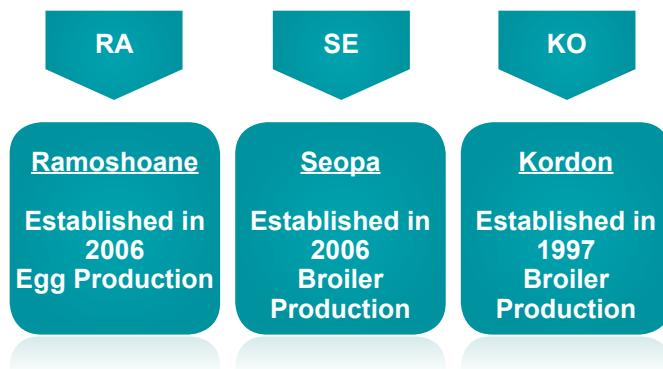 RA
SE
KO
Ramoshoane
Established in
2006
Egg Production
Seopa
Established in
2006
Broiler
Production
Kordon
Established in
1997
Broiler
Production